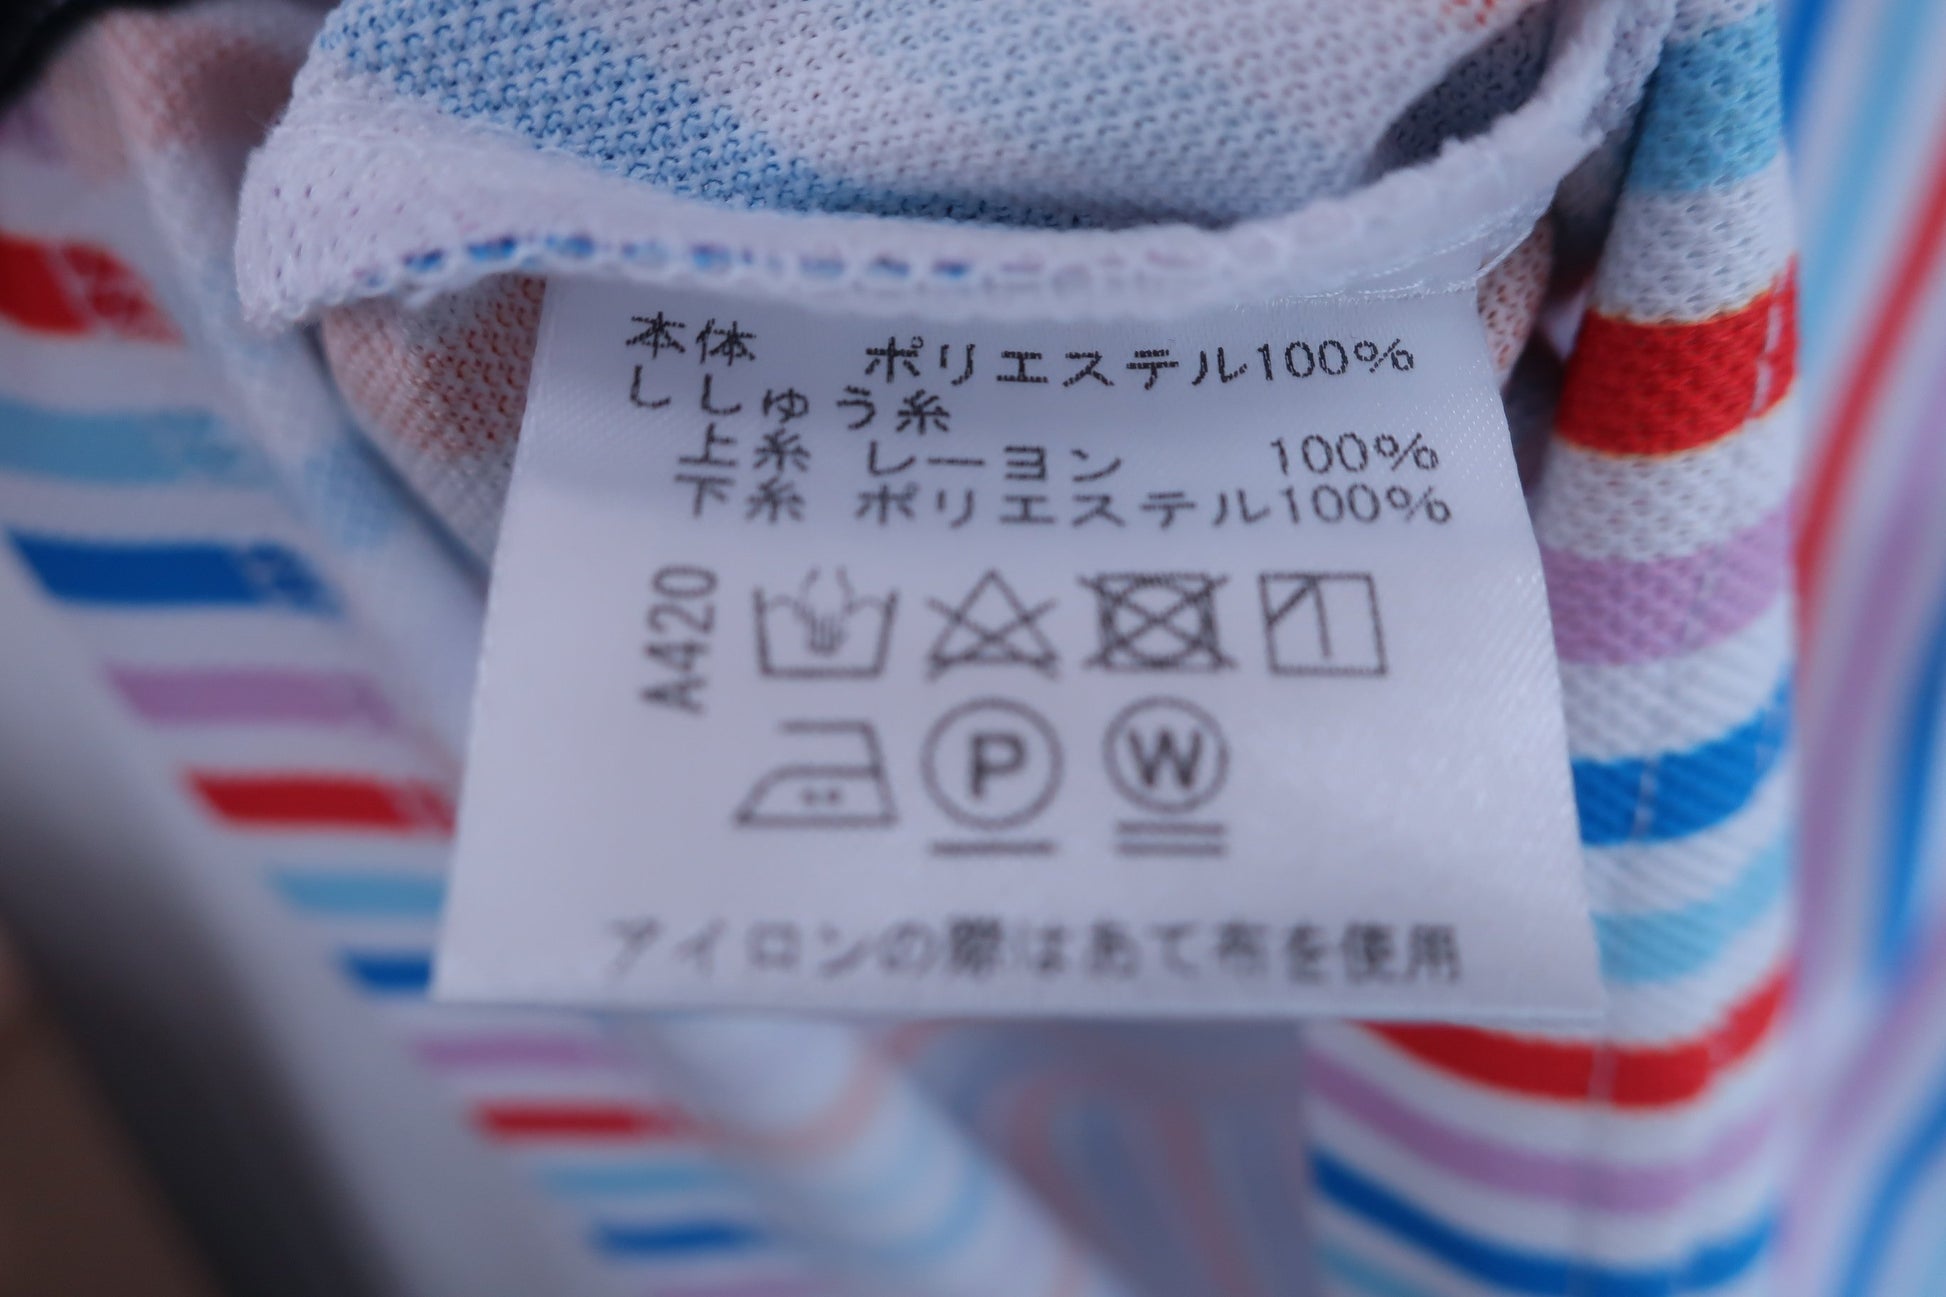 本体 ポリエステル100%
ししゅう糸
上糸 レーヨン 100%
下糸 ポリエステル100%
A420
P W
アイロンの際はあて布を使用